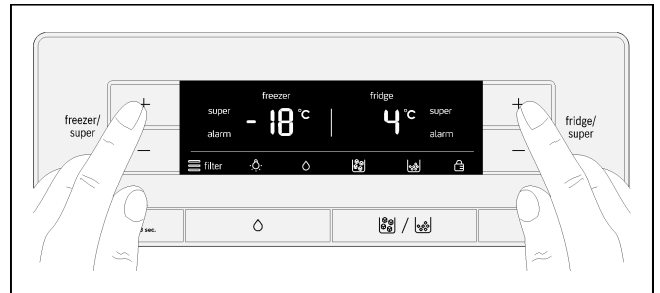 freezer
fridge
super
-18 °C
4 °C
super
alarm
alarm
freezer/
super
+
+
fridge/
super
−
−
filter
3 sec.
/